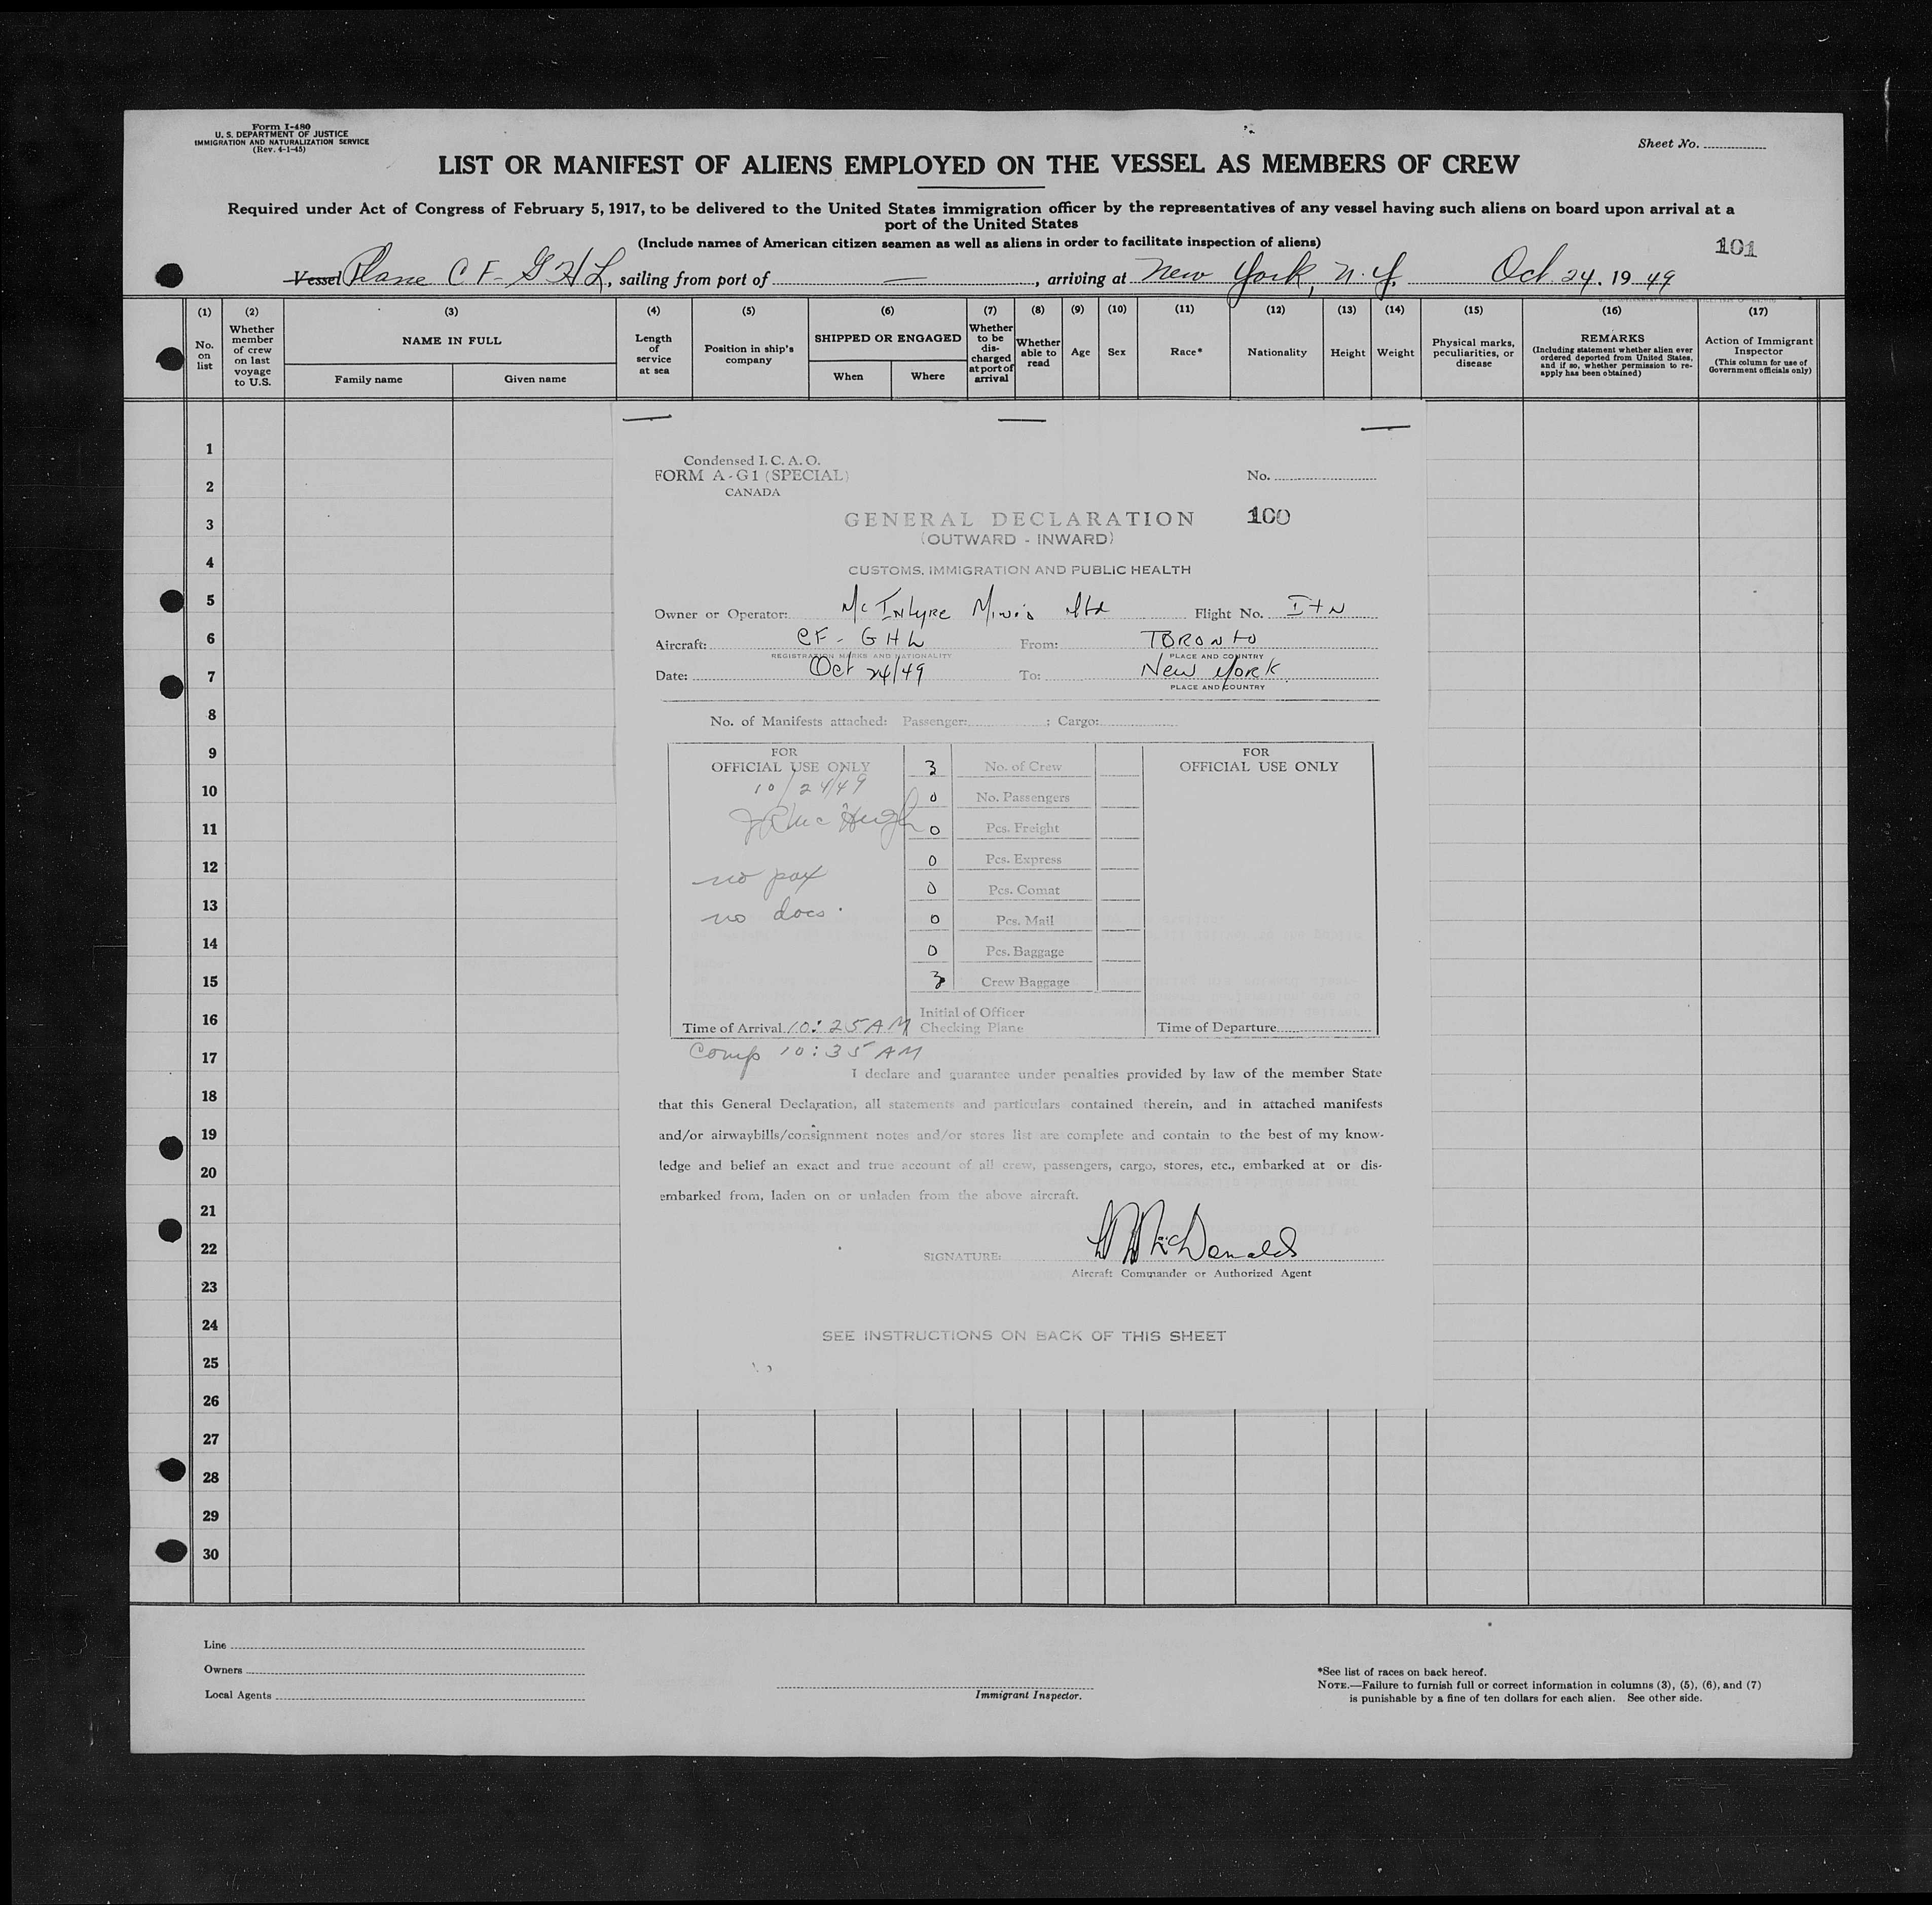 Form I-480
U. S. DEPARTMENT OF JUSTICE
IMMIGRATION AND NATURALIZATION SERVICE
(Rev. 4-1-45)
Sheet No.
LIST OR MANIFEST OF ALIENS EMPLOYED ON THE VESSEL AS MEMBERS OF CREW
Required under Act of Congress of February 5, 1917, to be delivered to the United States immigration officer by the representatives of any vessel having such aliens on board upon arrival at a
port of the United States
(Include names of American citizen seamen as well as aliens in order to facilitate inspection of aliens)
101
Vessel Plane CF-GHL, sailing from port of —, arriving at New York, N.Y. Oct. 24. 19 49
(1) (2) (3) (4) (5) (6) (7) (8) (9) (10) (11) (12) (13) (14) (15) (16) (17)
No. on list
Whether member of crew on last voyage to U.S.
NAME IN FULL
Family name
Given name
Length of service at sea
Position in ship's company
SHIPPED OR ENGAGED
When
Where
Whether to be discharged at port of arrival
Whether able to read
Age
Sex
Race*
Nationality
Height
Weight
Physical marks, peculiarities, or disease
REMARKS
(Including statement whether alien ever ordered deported from United States, and if so, whether permission to re-apply has been obtained)
Action of Immigrant Inspector
(This column for use of Government officials only)
1
2
3
4
5
6
7
8
9
10
11
12
13
14
15
16
17
18
19
20
21
22
23
24
25
26
27
28
29
30
Condensed I. C. A. O.
FORM A-G1 (SPECIAL)
CANADA
No.
GENERAL DECLARATION
100
(OUTWARD - INWARD)
CUSTOMS, IMMIGRATION AND PUBLIC HEALTH
Owner or Operator: McIntyre Mines Ltd Flight No. ITN
Aircraft: CF-GHL From: TORONTO
REGISTRATION MARKS AND NATIONALITY PLACE AND COUNTRY
Date: Oct 24/49 To: New York
PLACE AND COUNTRY
No. of Manifests attached: Passenger: ; Cargo:
FOR
OFFICIAL USE ONLY
10/24/49
no pax
no docs.
Time of Arrival 10:25 AM
3 No. of Crew
0 No. Passengers
0 Pcs. Freight
0 Pcs. Express
0 Pcs. Comat
0 Pcs. Mail
0 Pcs. Baggage
3 Crew Baggage
Initial of Officer
Checking Plane
FOR
OFFICIAL USE ONLY
Time of Departure
Comp 10:35 AM
I declare and guarantee under penalties provided by law of the member State
that this General Declaration, all statements and particulars contained therein, and in attached manifests
and/or airwaybills/consignment notes and/or stores list are complete and contain to the best of my know-
ledge and belief an exact and true account of all crew, passengers, cargo, stores, etc., embarked at or dis-
embarked from, laden on or unladen from the above aircraft.
SIGNATURE: McDonald
Aircraft Commander or Authorized Agent
SEE INSTRUCTIONS ON BACK OF THIS SHEET
Line
Owners
Local Agents
Immigrant Inspector.
*See list of races on back hereof.
NOTE.—Failure to furnish full or correct information in columns (3), (5), (6), and (7)
is punishable by a fine of ten dollars for each alien. See other side.